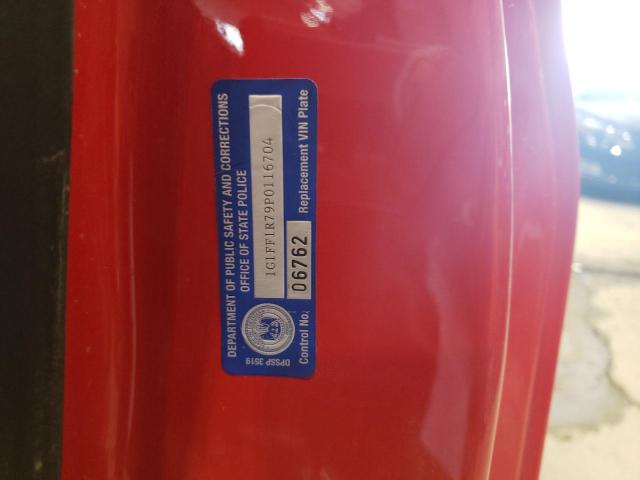 DEPARTMENT OF PUBLIC SAFETY AND CORRECTIONS
OFFICE OF STATE POLICE
1G1FF1R79P0116704
Control No. 06762 Replacement VIN Plate
DPSSP 3519